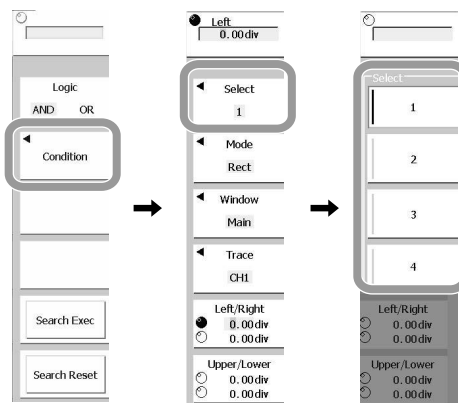 Logic
AND OR
Condition
Search Exec
Search Reset
Left
0.00div
Select
1
Mode
Rect
Window
Main
Trace
CH1
Left/Right
0.00div
0.00div
Upper/Lower
0.00div
0.00div
Select
1
2
3
4
Left/Right
0.00div
0.00div
Upper/Lower
0.00div
0.00div